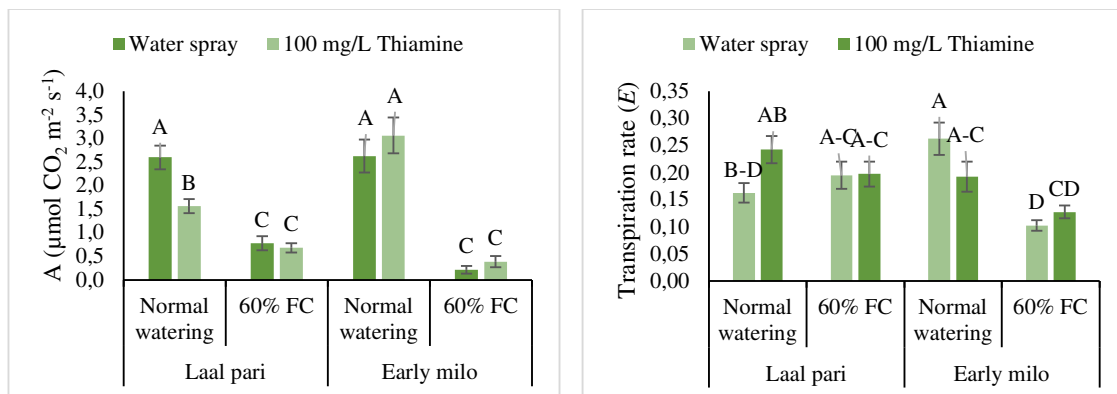 Water spray 100 mg/L Thiamine
A (µmol CO₂ m⁻² s⁻¹)
4,0
3,5
3,0
2,5
2,0
1,5
1,0
0,5
0,0
A
B
C
C
A
A
C
C
Normal watering
60% FC
Normal watering
60% FC
Laal pari
Early milo
Water spray 100 mg/L Thiamine
Transpiration rate (E)
0,35
0,30
0,25
0,20
0,15
0,10
0,05
0,00
B-D
AB
A-C
A-C
A
A-C
D
CD
Normal watering
60% FC
Normal watering
60% FC
Laal pari
Early milo